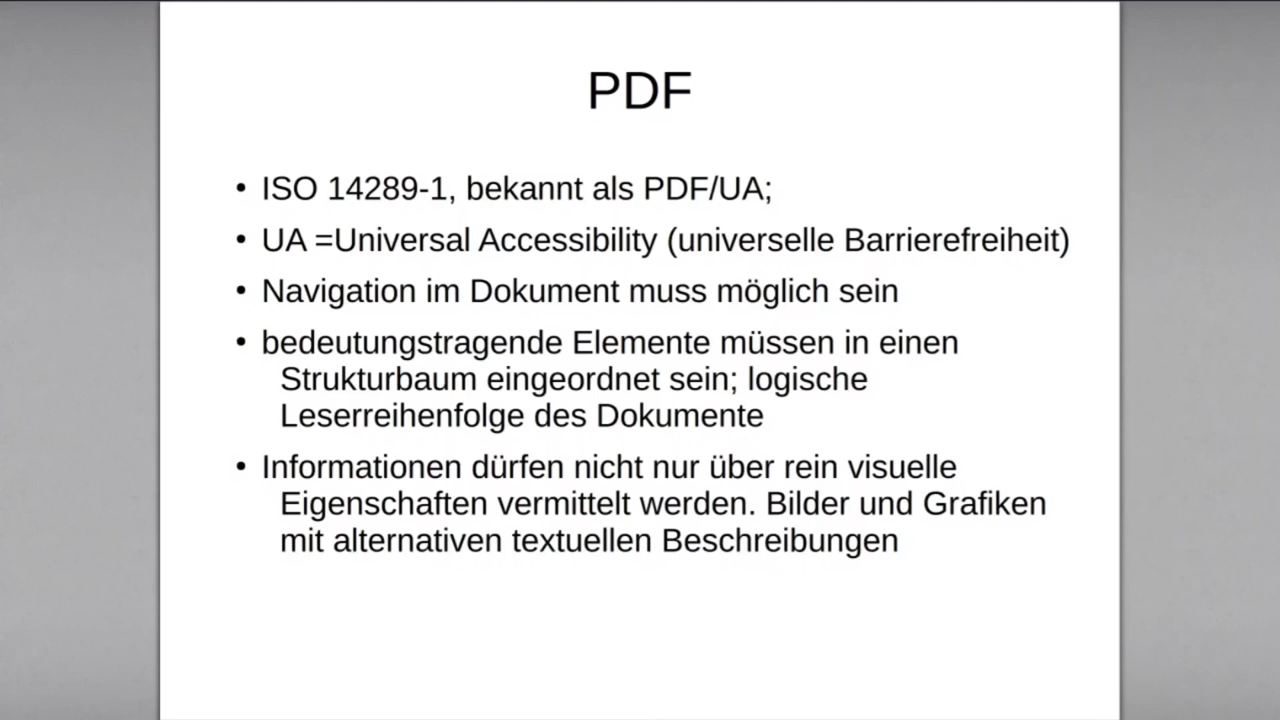 PDF
• ISO 14289-1, bekannt als PDF/UA;
• UA =Universal Accessibility (universelle Barrierefreiheit)
• Navigation im Dokument muss möglich sein
• bedeutungstragende Elemente müssen in einen
Strukturbaum eingeordnet sein; logische
Leserreihenfolge des Dokumente
• Informationen dürfen nicht nur über rein visuelle
Eigenschaften vermittelt werden. Bilder und Grafiken
mit alternativen textuellen Beschreibungen